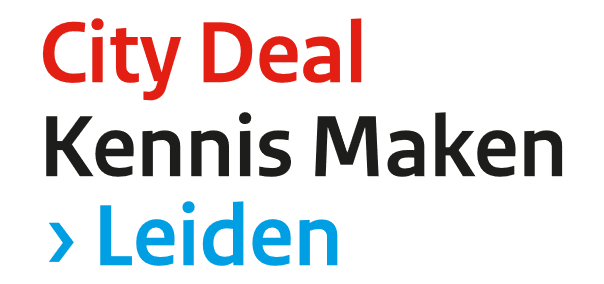 City Deal
Kennis Maken
› Leiden